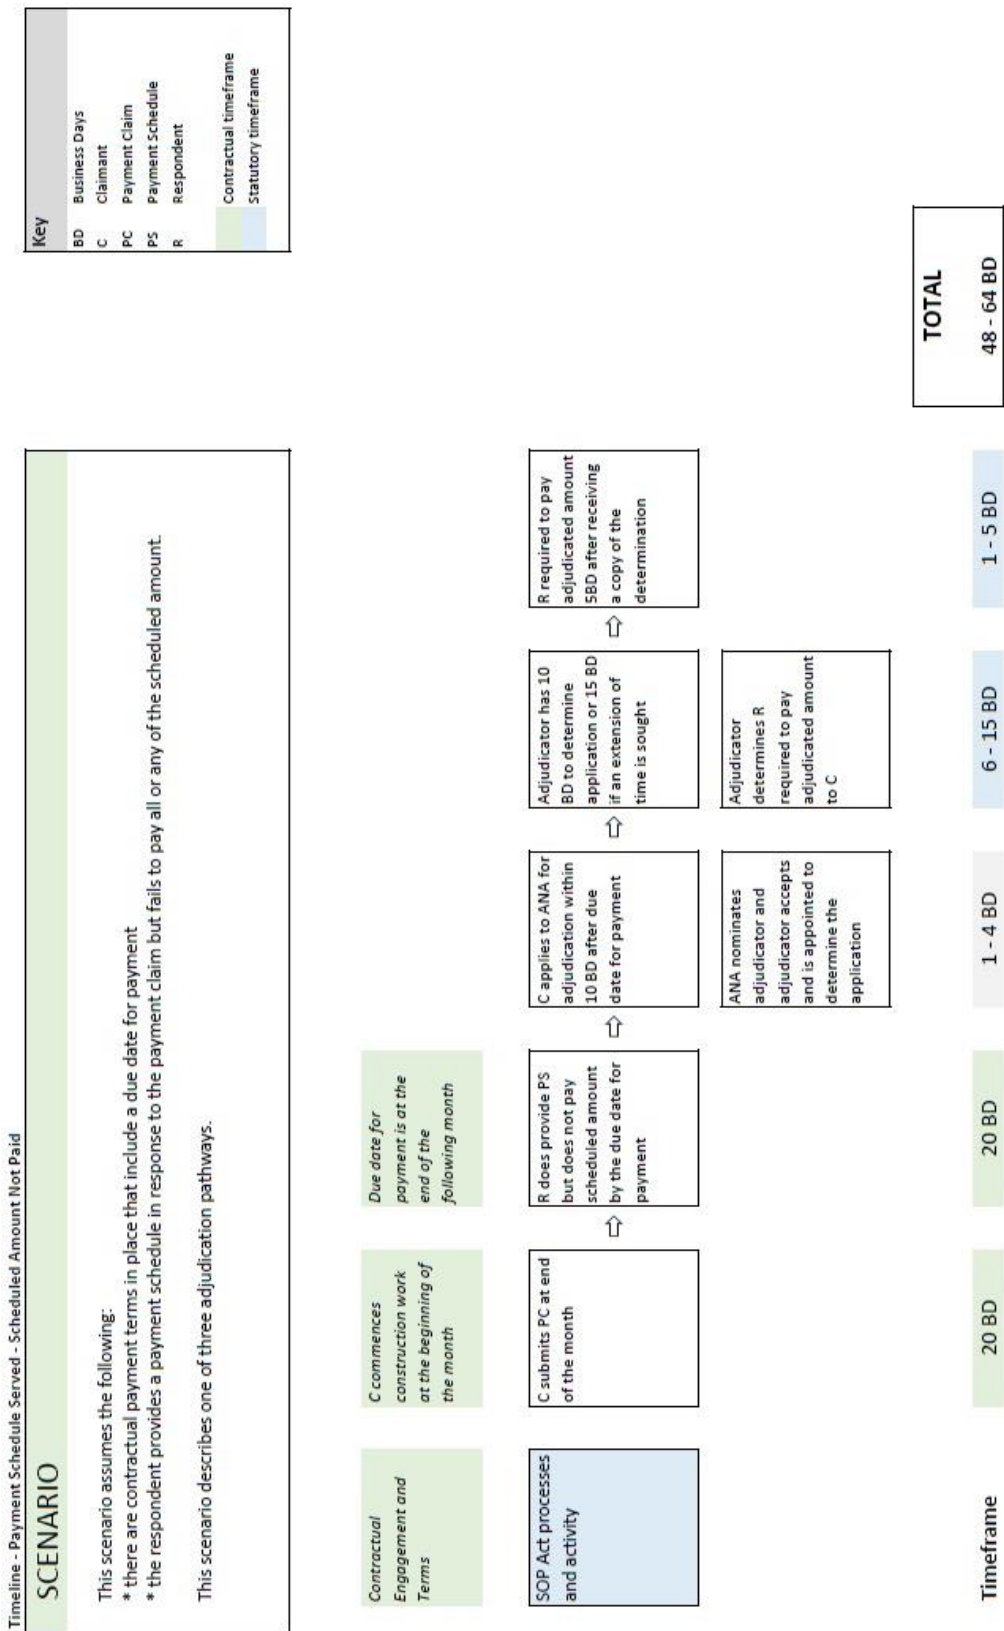 Timeline - Payment Schedule Served - Scheduled Amount Not Paid
SCENARIO
This scenario assumes the following:
* there are contractual payment terms in place that include a due date for payment
* the respondent provides a payment schedule in response to the payment claim but fails to pay all or any of the scheduled amount.
This scenario describes one of three adjudication pathways.
Key
BD Business Days
C Claimant
PC Payment Claim
PS Payment Schedule
R Respondent
Contractual timeframe
Statutory timeframe
Contractual
Engagement and
Terms
C commences
construction work
at the beginning of
the month
Due date for
payment is at the
end of the
following month
SOP Act processes
and activity
C submits PC at end
of the month
⇨
R does provide PS
but does not pay
scheduled amount
by the due date for
payment
⇨
C applies to ANA for
adjudication within
10 BD after due
date for payment
⇨
Adjudicator has 10
BD to determine
application or 15 BD
if an extension of
time is sought
⇨
R required to pay
adjudicated amount
5BD after receiving
a copy of the
determination
ANA nominates
adjudicator and
adjudicator accepts
and is appointed to
determine the
application
Adjudicator
determines R
required to pay
adjudicated amount
to C
Timeframe
20 BD
20 BD
1 - 4 BD
6 - 15 BD
1 - 5 BD
TOTAL
48 - 64 BD